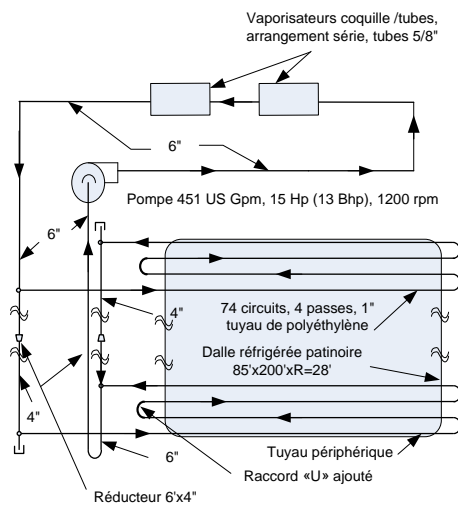 Vaporisateurs coquille /tubes,
arrangement série, tubes 5/8"
6"
Pompe 451 US Gpm, 15 Hp (13 Bhp), 1200 rpm
6"
4"
74 circuits, 4 passes, 1"
tuyau de polyéthylène
Dalle réfrigérée patinoire
85'x200'xR=28'
4"
6"
Tuyau périphérique
Raccord «U» ajouté
Réducteur 6'x4"